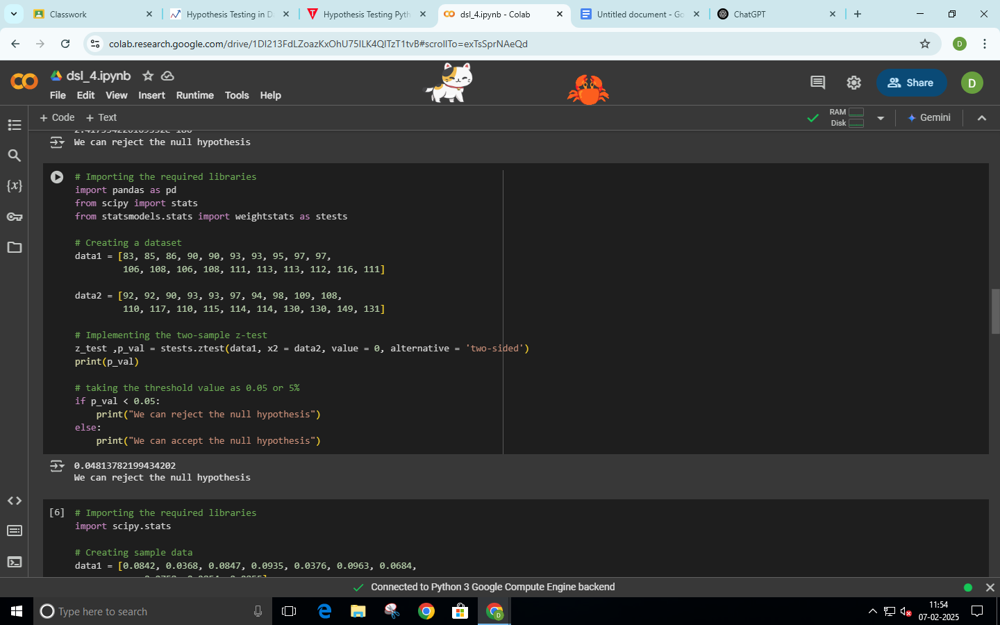 Classwork
Hypothesis Testing in D
Hypothesis Testing Pyth
dsl_4.ipynb - Colab
Untitled document - Go
ChatGPT
colab.research.google.com/drive/1DI213FdLZoazKxOhU75ILK4QITzT1tvB#scrollTo=exTsSprNAeQd
D
dsl_4.ipynb
File Edit View Insert Runtime Tools Help
Share
D
+ Code + Text
RAM
Disk
Gemini
We can reject the null hypothesis
# Importing the required libraries
import pandas as pd
from scipy import stats
from statsmodels.stats import weightstats as stests
# Creating a dataset
data1 = [83, 85, 86, 90, 90, 93, 93, 95, 97, 97,
106, 108, 106, 108, 111, 113, 113, 112, 116, 111]
data2 = [92, 92, 90, 93, 93, 97, 94, 98, 109, 108,
110, 117, 110, 115, 114, 114, 130, 130, 149, 131]
# Implementing the two-sample z-test
z_test ,p_val = stests.ztest(data1, x2 = data2, value = 0, alternative = 'two-sided')
print(p_val)
# taking the threshold value as 0.05 or 5%
if p_val < 0.05:
print("We can reject the null hypothesis")
else:
print("We can accept the null hypothesis")
0.04813782199434202
We can reject the null hypothesis
[6]
# Importing the required libraries
import scipy.stats
# Creating sample data
data1 = [0.0842, 0.0368, 0.0847, 0.0935, 0.0376, 0.0963, 0.0684,
Connected to Python 3 Google Compute Engine backend
Type here to search
D
11:54
07-02-2025